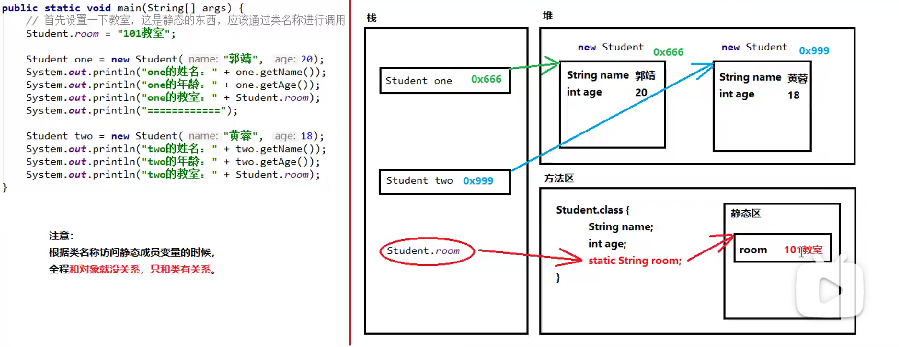 public static void main(String[] args) {
// 首先设置一下教室，这是静态的东西，应该通过类名称进行调用
Student.room = "101教室";
Student one = new Student( name: "郭靖", age: 20);
System.out.println("one的姓名：" + one.getName());
System.out.println("one的年龄：" + one.getAge());
System.out.println("one的教室：" + Student.room);
System.out.println("============");
Student two = new Student( name: "黄蓉", age: 18);
System.out.println("two的姓名：" + two.getName());
System.out.println("two的年龄：" + two.getAge());
System.out.println("two的教室：" + Student.room);
}
注意：
根据类名称访问静态成员变量的时候，
全程和对象就没关系，只和类有关系。
栈
Student one 0x666
Student two 0x999
Student.room
堆
new Student 0x666
String name 郭靖
int age 20
new Student 0x999
String name 黄蓉
int age 18
方法区
Student.class {
String name;
int age;
static String room;
}
静态区
room 101教室